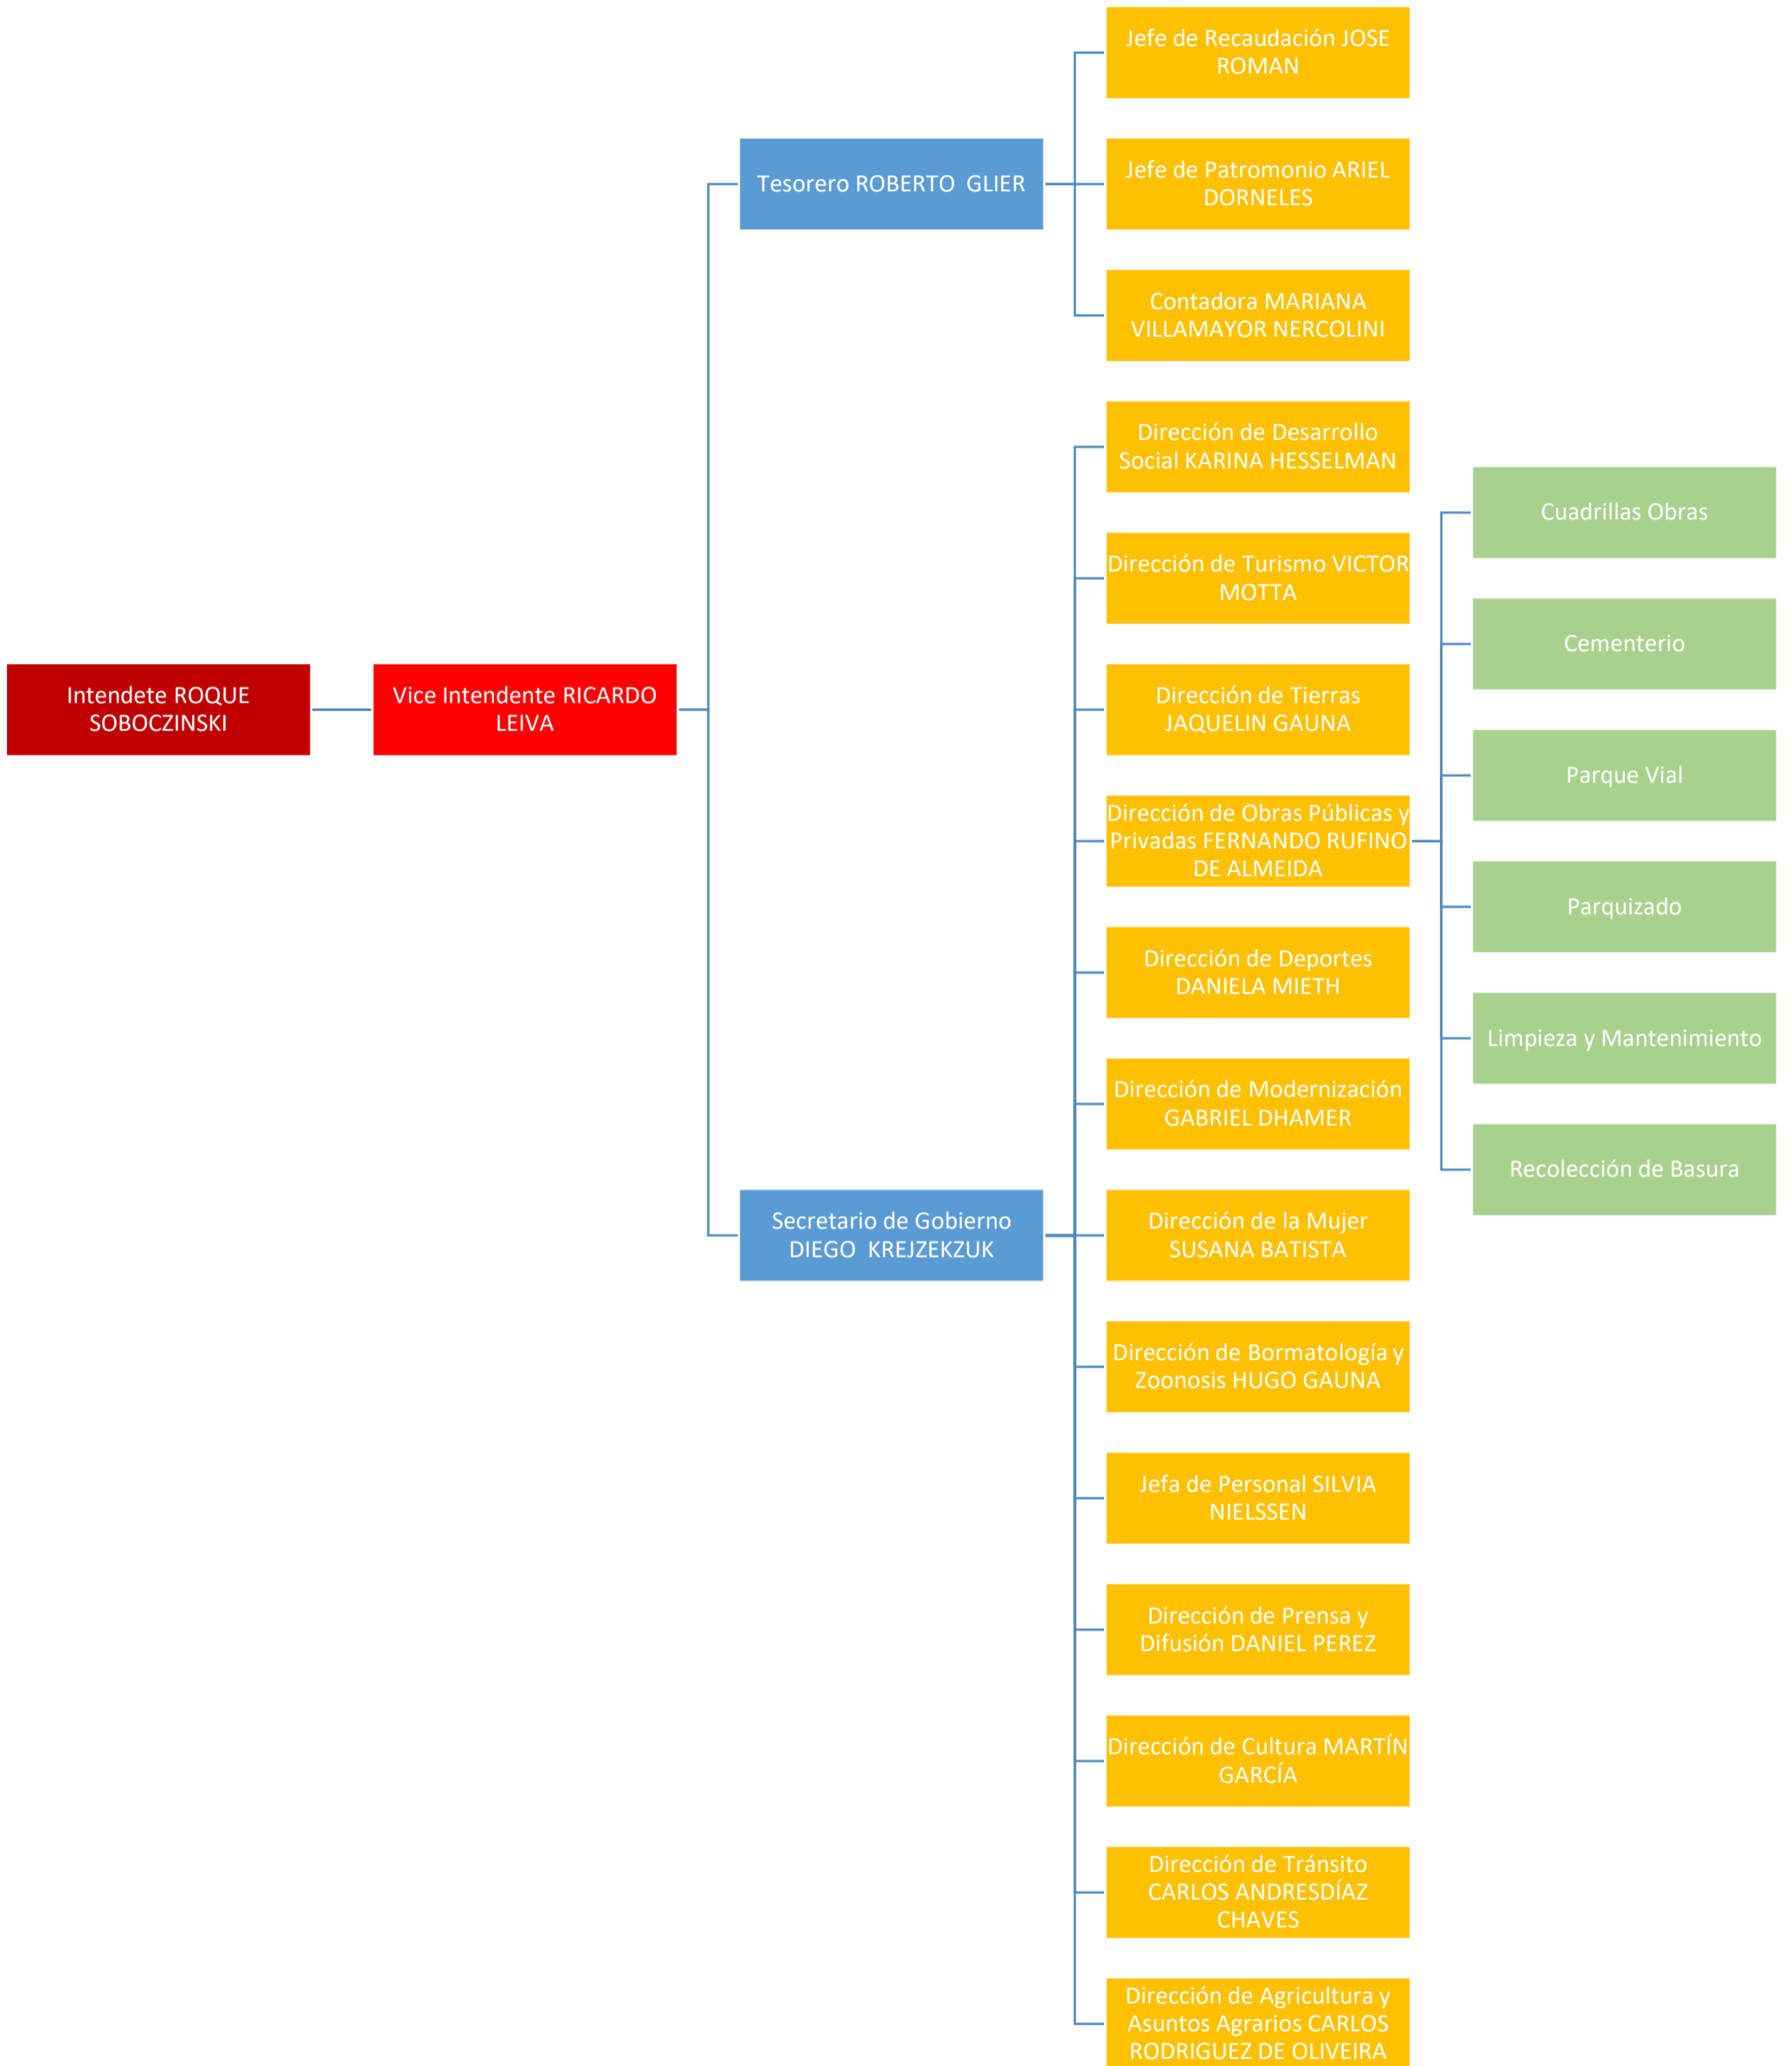 Intendete ROQUE
SOBOCZINSKI
Vice Intendente RICARDO
LEIVA
Tesorero ROBERTO  GLIER
Jefe de Recaudación JOSE
ROMAN
Jefe de Patromonio ARIEL
DORNELES
Contadora MARIANA
VILLAMAYOR NERCOLINI
Secretario de Gobierno
DIEGO  KREJZEKZUK
Dirección de Desarrollo
Social KARINA HESSELMAN
Dirección de Turismo VICTOR
MOTTA
Dirección de Tierras
JAQUELIN GAUNA
Dirección de Obras Públicas y
Privadas FERNANDO RUFINO
DE ALMEIDA
Cuadrillas Obras
Cementerio
Parque Vial
Parquizado
Limpieza y Mantenimiento
Recolección de Basura
Dirección de Deportes
DANIELA MIETH
Dirección de Modernización
GABRIEL DHAMER
Dirección de la Mujer
SUSANA BATISTA
Dirección de Bormatología y
Zoonosis HUGO GAUNA
Jefa de Personal SILVIA
NIELSSEN
Dirección de Prensa y
Difusión DANIEL PEREZ
Dirección de Cultura MARTÍN
GARCÍA
Dirección de Tránsito
CARLOS ANDRESDÍAZ
CHAVES
Dirección de Agricultura y
Asuntos Agrarios CARLOS
RODRIGUEZ DE OLIVEIRA